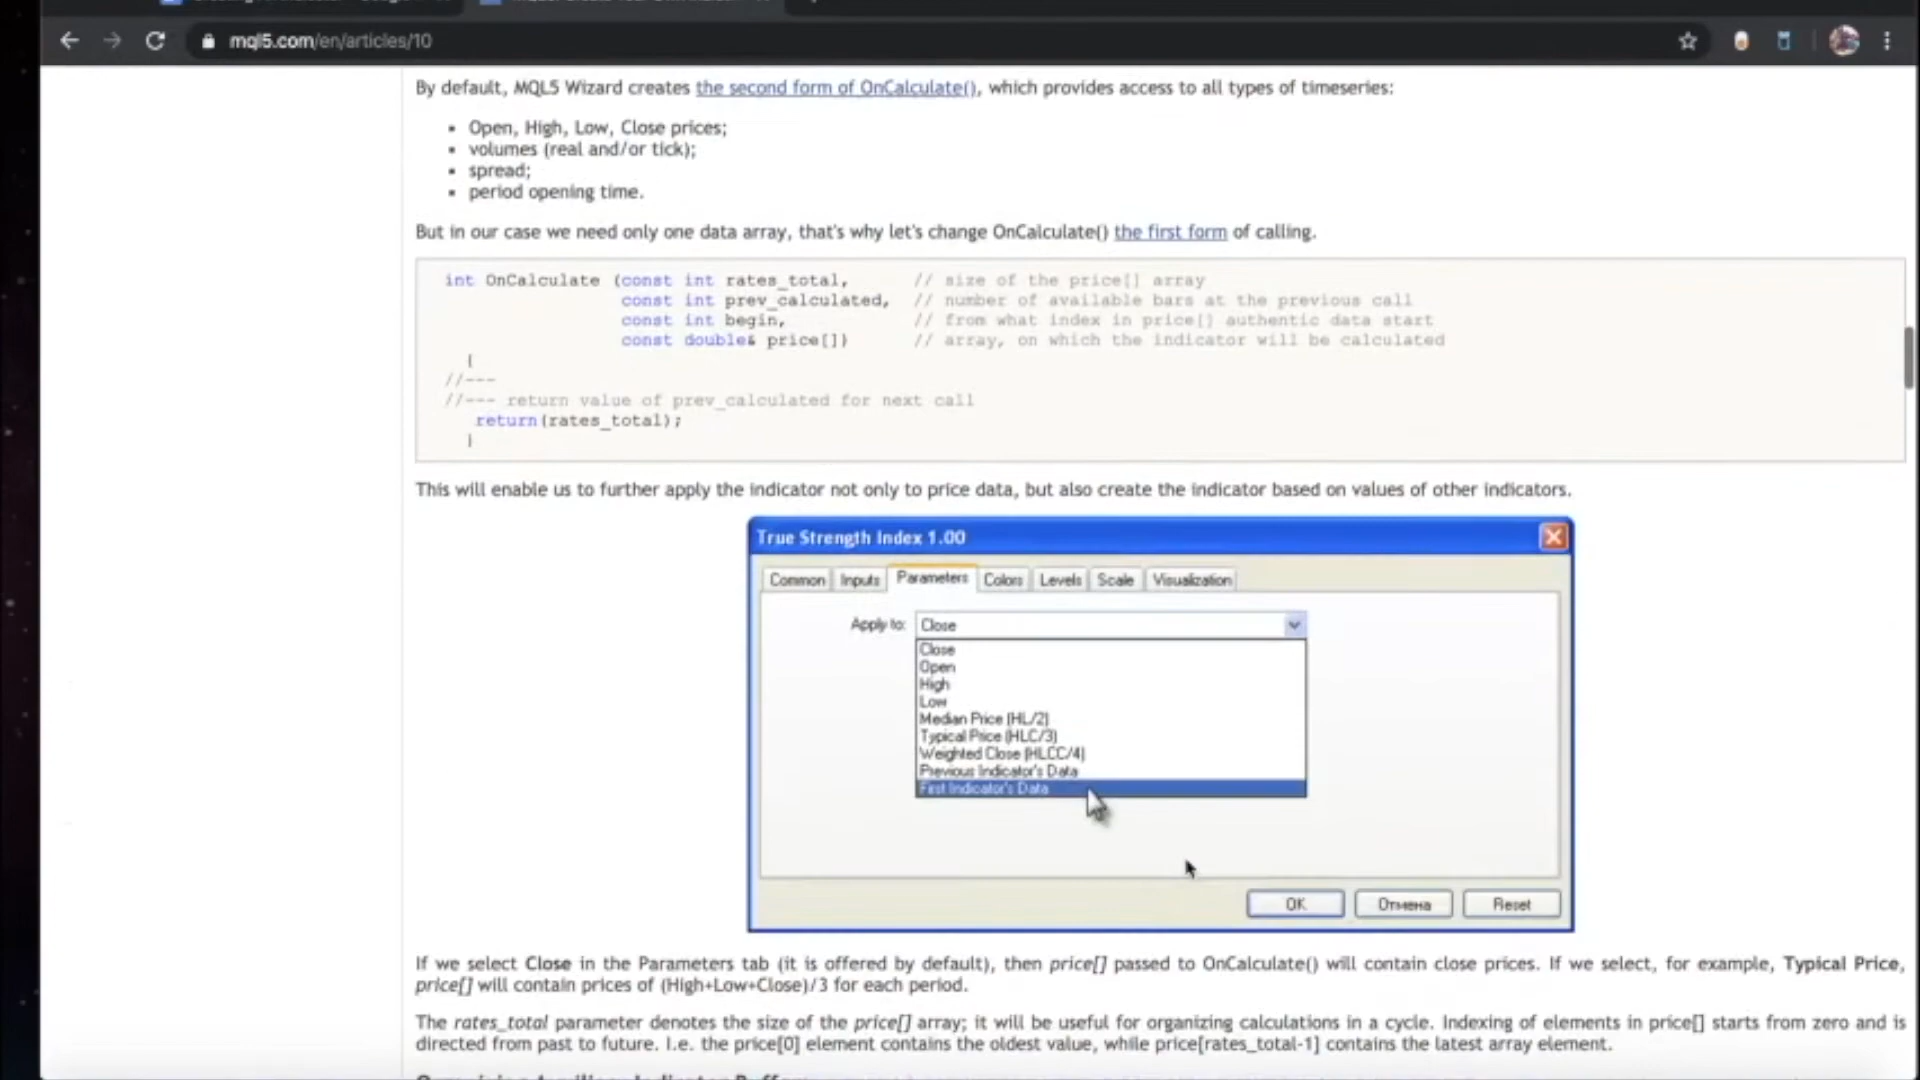 mql5.com/en/articles/10
By default, MQL5 Wizard creates the second form of OnCalculate(), which provides access to all types of timeseries:
▪ Open, High, Low, Close prices;
▪ volumes (real and/or tick);
▪ spread;
▪ period opening time.
But in our case we need only one data array, that's why let's change OnCalculate() the first form of calling.
int OnCalculate (const int rates_total, // size of the price[] array
const int prev_calculated, // number of available bars at the previous call
const int begin, // from what index in price[] authentic data start
const double& price[]) // array, on which the indicator will be calculated
{
//---
//--- return value of prev_calculated for next call
return(rates_total);
}
This will enable us to further apply the indicator not only to price data, but also create the indicator based on values of other indicators.
True Strength Index 1.00
Common Inputs Parameters Colors Levels Scale Visualization
Apply to: Close
Close
Open
High
Low
Median Price (HL/2)
Typical Price (HLC/3)
Weighted Close (HLCC/4)
Previous Indicator's Data
First Indicator's Data
OK Отмена Reset
If we select Close in the Parameters tab (it is offered by default), then price[] passed to OnCalculate() will contain close prices. If we select, for example, Typical Price,
price[] will contain prices of (High+Low+Close)/3 for each period.
The rates_total parameter denotes the size of the price[] array; it will be useful for organizing calculations in a cycle. Indexing of elements in price[] starts from zero and is
directed from past to future. I.e. the price[0] element contains the oldest value, while price[rates_total-1] contains the latest array element.